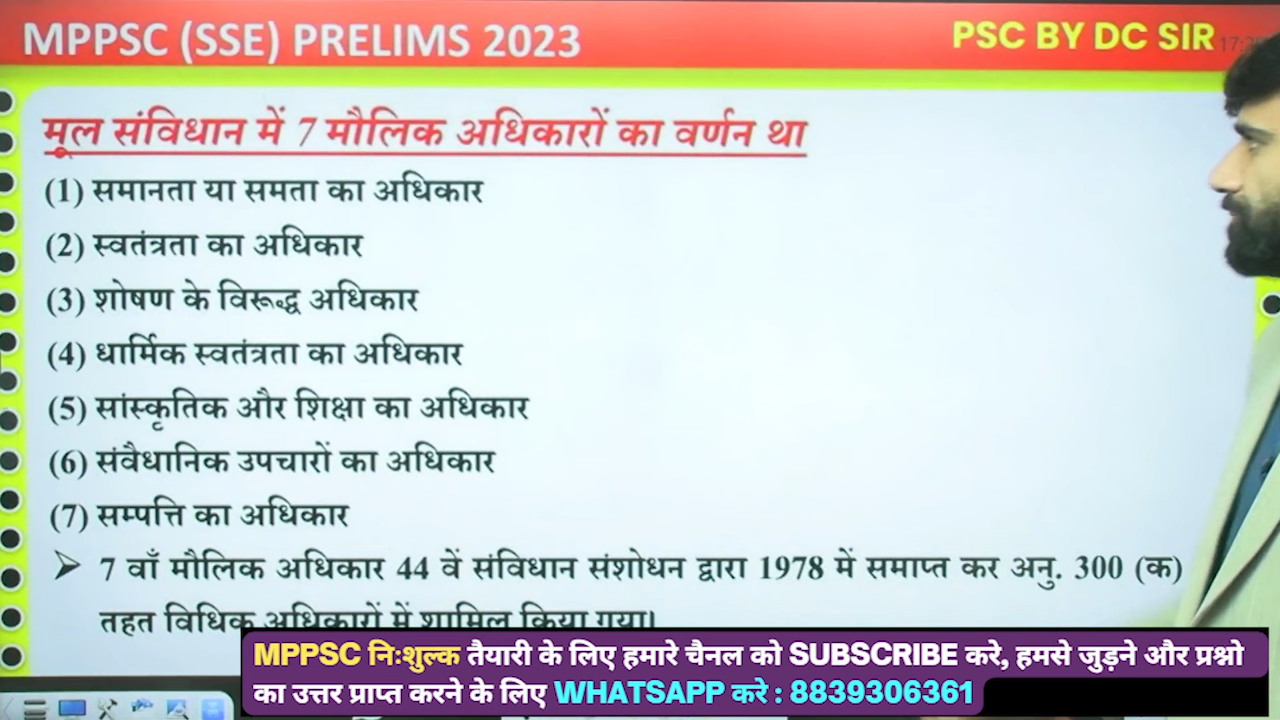 MPPSC (SSE) PRELIMS 2023
PSC BY DC SIR
मूल संविधान में 7 मौलिक अधिकारों का वर्णन था
(1) समानता या समता का अधिकार
(2) स्वतंत्रता का अधिकार
(3) शोषण के विरूद्ध अधिकार
(4) धार्मिक स्वतंत्रता का अधिकार
(5) सांस्कृतिक और शिक्षा का अधिकार
(6) संवैधानिक उपचारों का अधिकार
(7) सम्पत्ति का अधिकार
➢ 7 वाँ मौलिक अधिकार 44 वें संविधान संशोधन द्वारा 1978 में समाप्त कर अनु. 300 (क)
तहत विधिक अधिकारों में शामिल किया गया।
MPPSC निःशुल्क तैयारी के लिए हमारे चैनल को SUBSCRIBE करे, हमसे जुड़ने और प्रश्नो
का उत्तर प्राप्त करने के लिए WHATSAPP करे : 8839306361